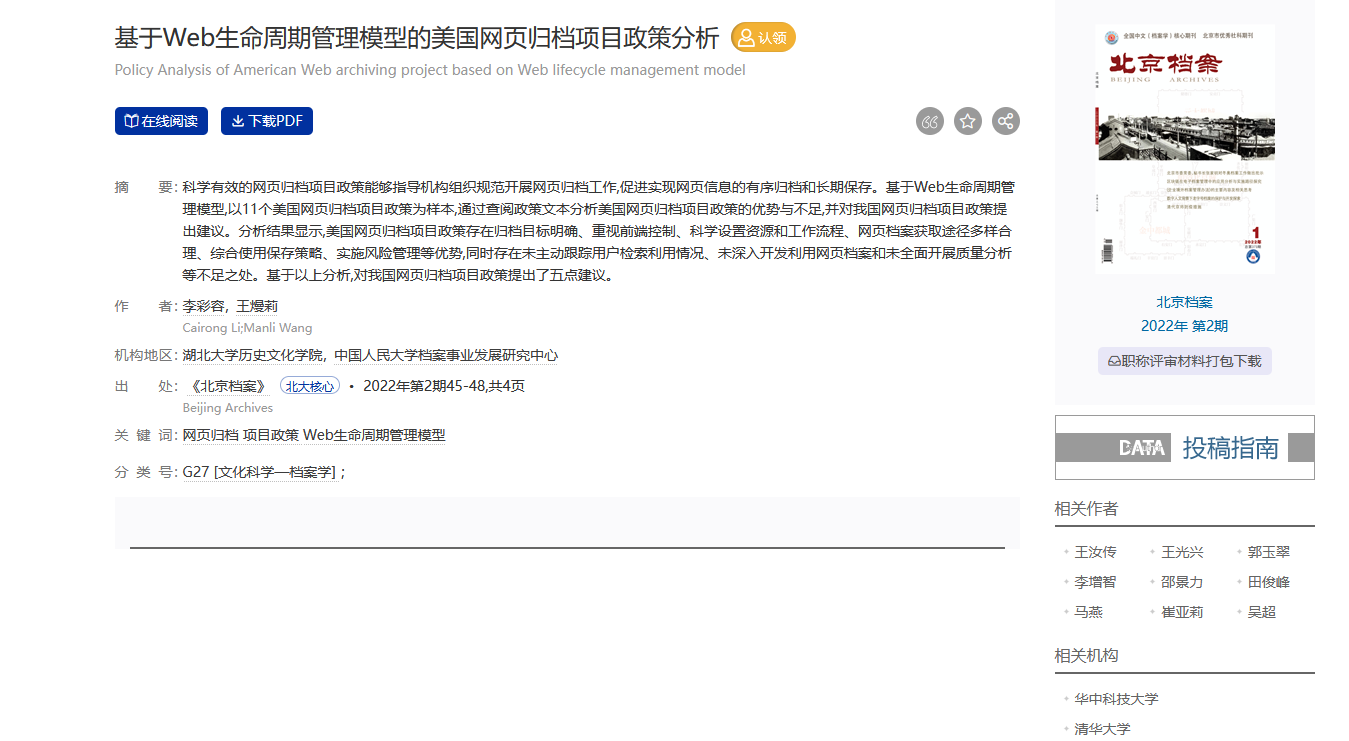 基于Web生命周期管理模型的美国网页归档项目政策分析 认领
Policy Analysis of American Web archiving project based on Web lifecycle management model
在线阅读 下载PDF
摘 要: 科学有效的网页归档项目政策能够指导机构组织规范开展网页归档工作,促进实现网页信息的有序归档和长期保存。基于Web生命周期管
理模型,以11个美国网页归档项目政策为样本,通过查阅政策文本分析美国网页归档项目政策的优势与不足,并对我国网页归档项目政策提
出建议。分析结果显示,美国网页归档项目政策存在归档目标明确、重视前端控制、科学设置资源和工作流程、网页档案获取途径多样合
理、综合使用保存策略、实施风险管理等优势,同时存在未主动跟踪用户检索利用情况、未深入开发利用网页档案和未全面开展质量分析
等不足之处。基于以上分析,对我国网页归档项目政策提出了五点建议。
作 者: 李彩容, 王熳莉
Cairong Li;Manli Wang
机构地区: 湖北大学历史文化学院, 中国人民大学档案事业发展研究中心
出 处: 《北京档案》 北大核心 • 2022年第2期45-48,共4页
Beijing Archives
关 键 词: 网页归档 项目政策 Web生命周期管理模型
分 类 号: G27 [文化科学—档案学] ;
全国中文(档案学)核心期刊 北京市优秀社科期刊
北京档案
BEIJING ARCHIVES
1
2022年
北京档案
2022年 第2期
职称评审材料打包下载
DATA 投稿指南
相关作者
王汝传 王光兴 郭玉翠
李增智 邵景力 田俊峰
马燕 崔亚莉 吴超
相关机构
华中科技大学
清华大学